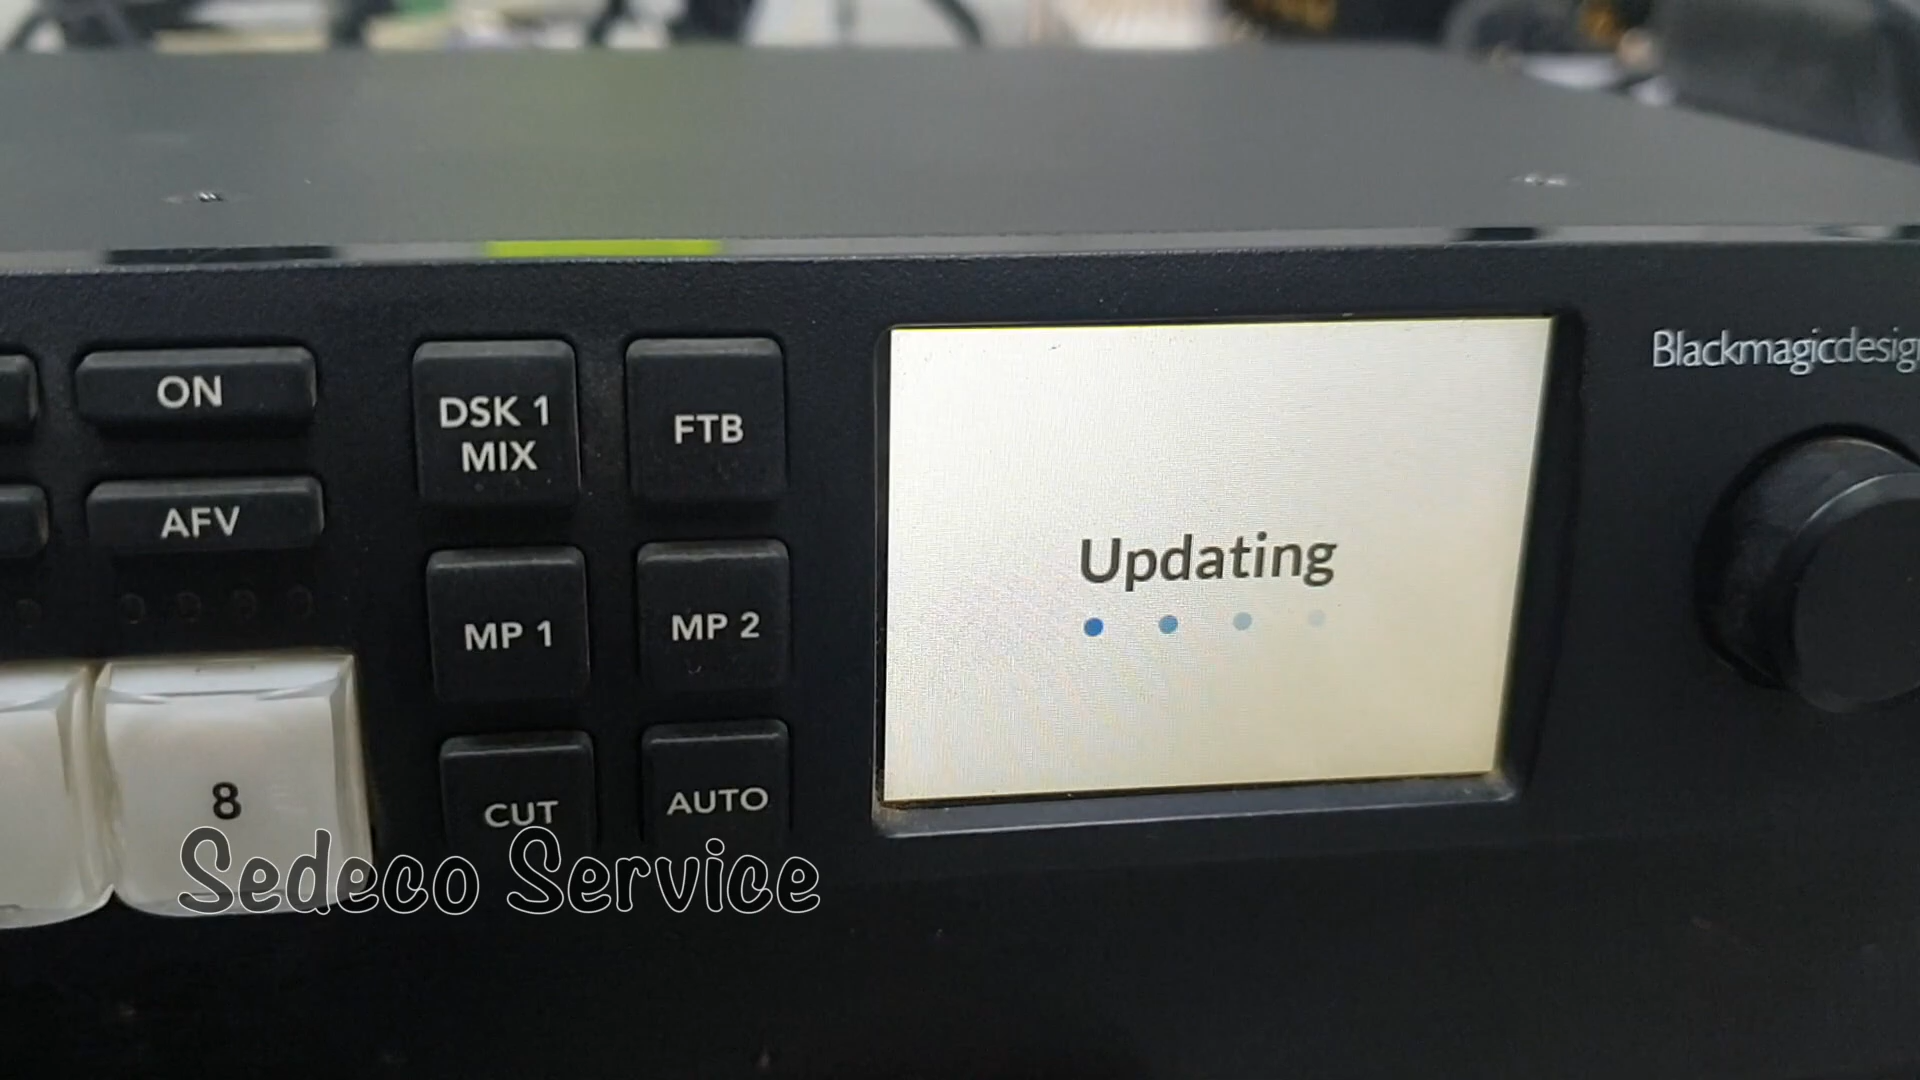 Blackmagicdesign
ON
DSK 1
MIX
FTB
AFV
Updating
MP 1
MP 2
8
CUT
AUTO
Sedeco Service